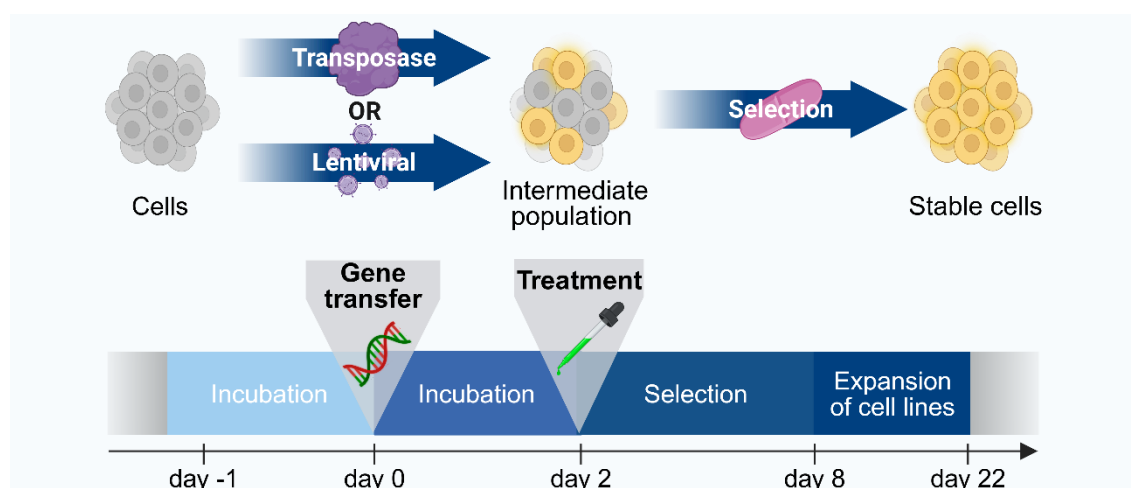 Transposase
OR
Lentiviral
Selection
Cells
Intermediate
population
Stable cells
Gene
transfer
Treatment
Incubation
Incubation
Selection
Expansion
of cell lines
day -1
day 0
day 2
day 8
day 22